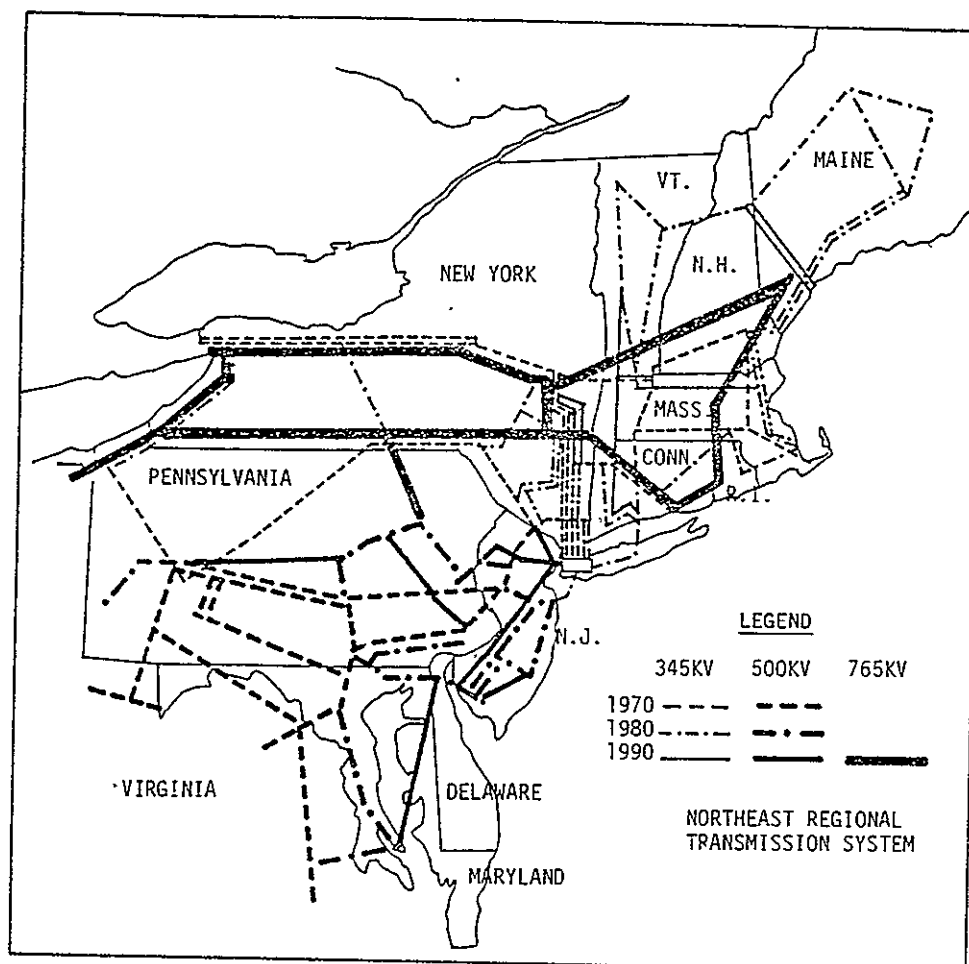 MAINE
VT.
N.H.
NEW YORK
MASS.
CONN.
R.I.
PENNSYLVANIA
N.J.
LEGEND
345KV 500KV 765KV
1970
1980
1990
VIRGINIA
DELAWARE
MARYLAND
NORTHEAST REGIONAL
TRANSMISSION SYSTEM